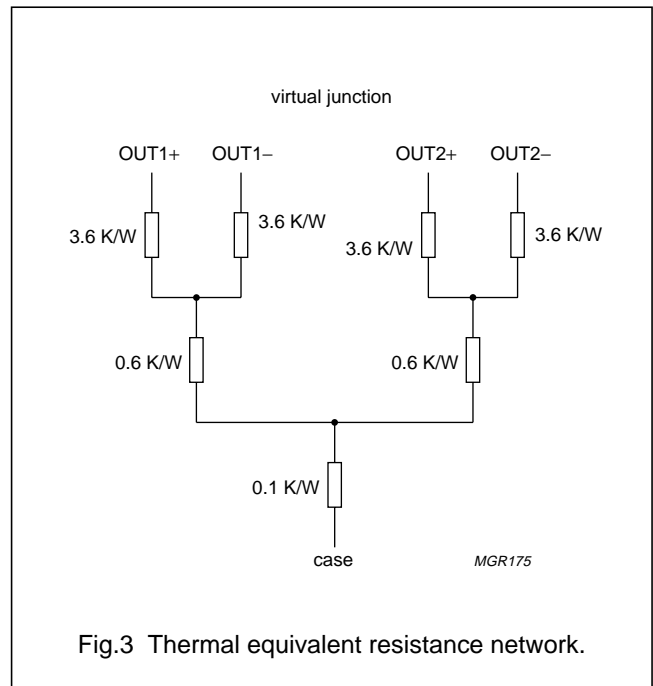 virtual junction
OUT1+ OUT1− OUT2+ OUT2−
3.6 K/W 3.6 K/W 3.6 K/W 3.6 K/W
0.6 K/W 0.6 K/W
0.1 K/W
case MGR175
Fig.3 Thermal equivalent resistance network.